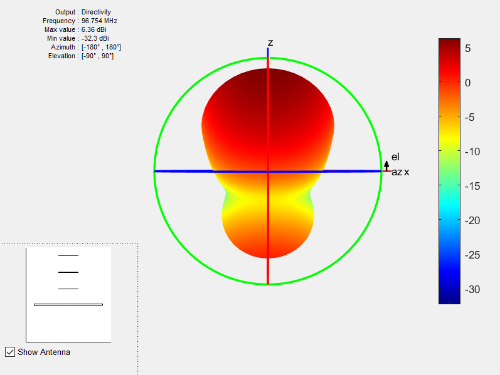 Output : Directivity
Frequency : 96.754 MHz
Max value : 6.36 dBi
Min value : -32.3 dBi
Azimuth : [-180° , 180°]
Elevation : [-90° , 90°]
z
el
az x
5
0
-5
-10
-15
-20
-25
-30
Show Antenna